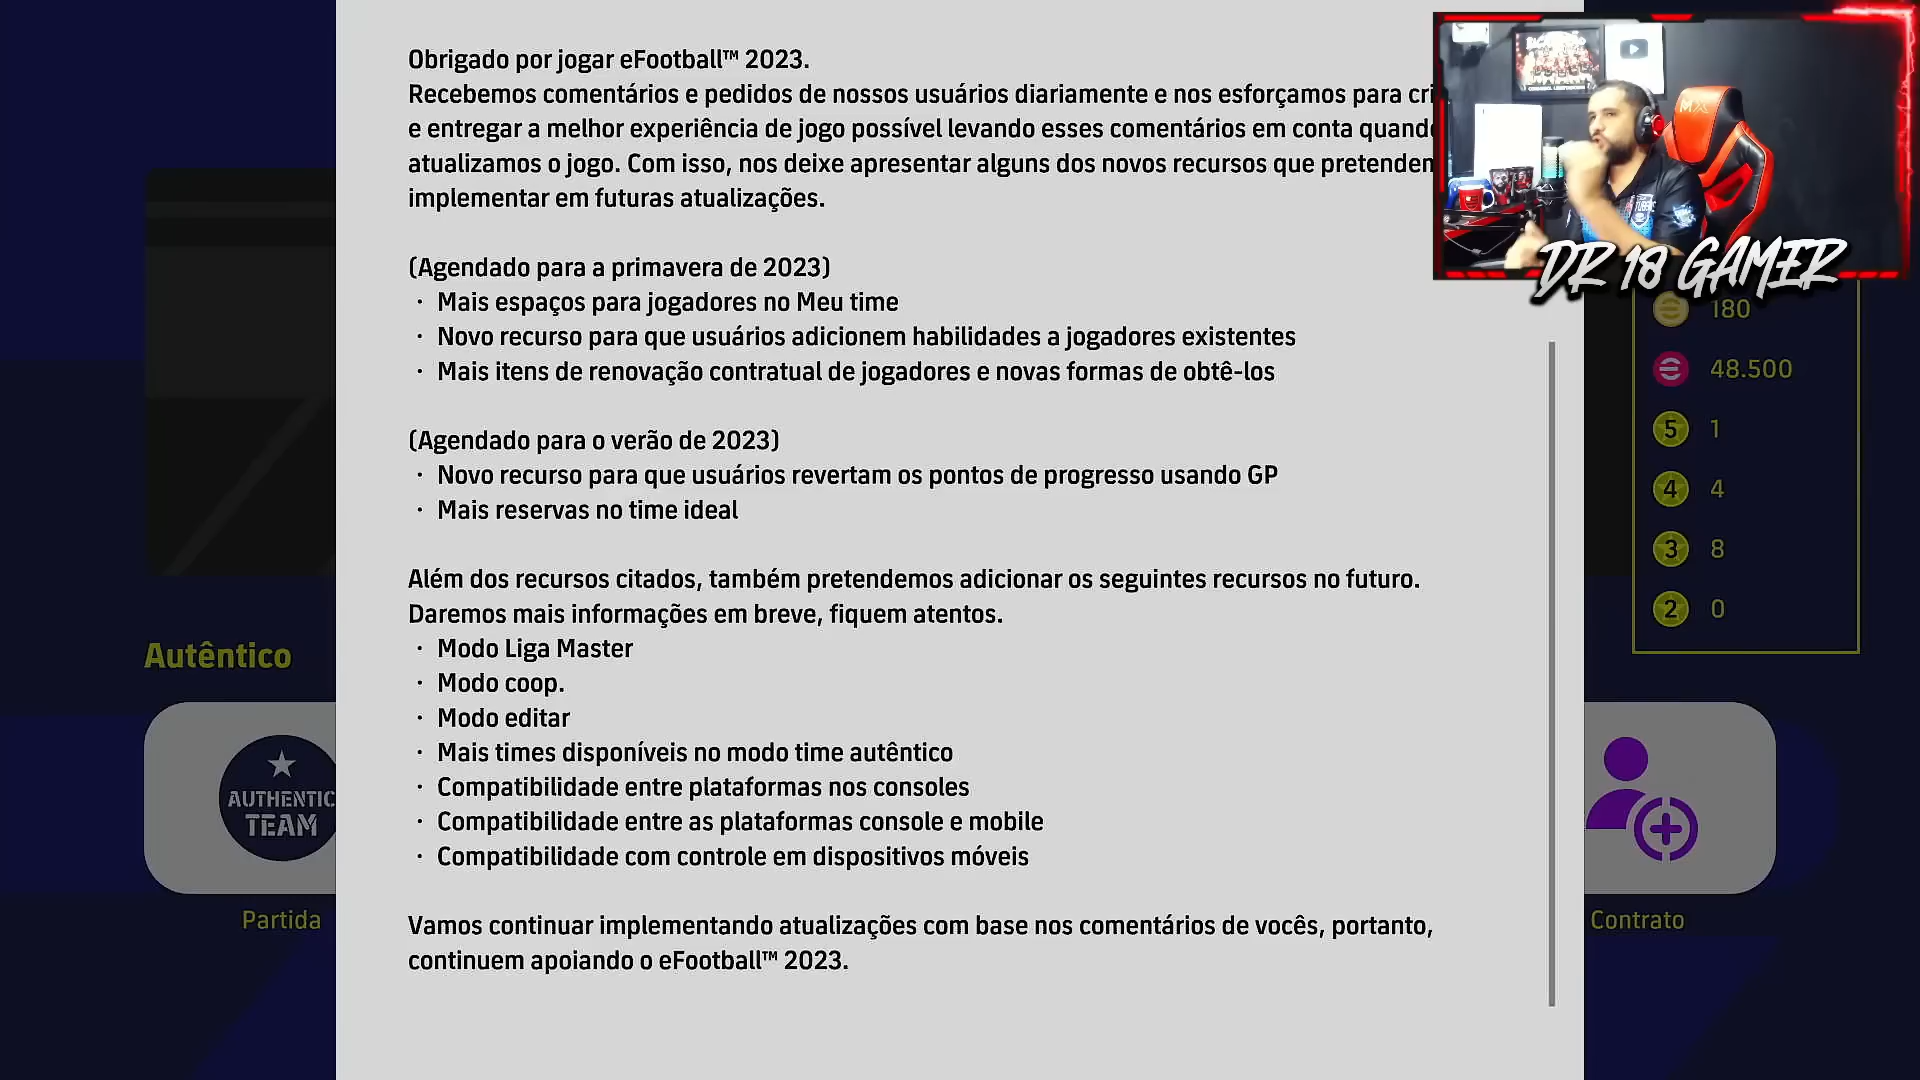 Obrigado por jogar eFootball™ 2023.
Recebemos comentários e pedidos de nossos usuários diariamente e nos esforçamos para cri
e entregar a melhor experiência de jogo possível levando esses comentários em conta quand
atualizamos o jogo. Com isso, nos deixe apresentar alguns dos novos recursos que pretenden
implementar em futuras atualizações.
(Agendado para a primavera de 2023)
· Mais espaços para jogadores no Meu time
· Novo recurso para que usuários adicionem habilidades a jogadores existentes
· Mais itens de renovação contratual de jogadores e novas formas de obtê-los
(Agendado para o verão de 2023)
· Novo recurso para que usuários revertam os pontos de progresso usando GP
· Mais reservas no time ideal
Além dos recursos citados, também pretendemos adicionar os seguintes recursos no futuro.
Daremos mais informações em breve, fiquem atentos.
· Modo Liga Master
· Modo coop.
· Modo editar
· Mais times disponíveis no modo time autêntico
· Compatibilidade entre plataformas nos consoles
· Compatibilidade entre as plataformas console e mobile
· Compatibilidade com controle em dispositivos móveis
Vamos continuar implementando atualizações com base nos comentários de vocês, portanto,
continuem apoiando o eFootball™ 2023.
DR 18 GAMER
180
48.500
5 1
4 4
3 8
2 0
Autêntico
AUTHENTIC
TEAM
Partida
Contrato